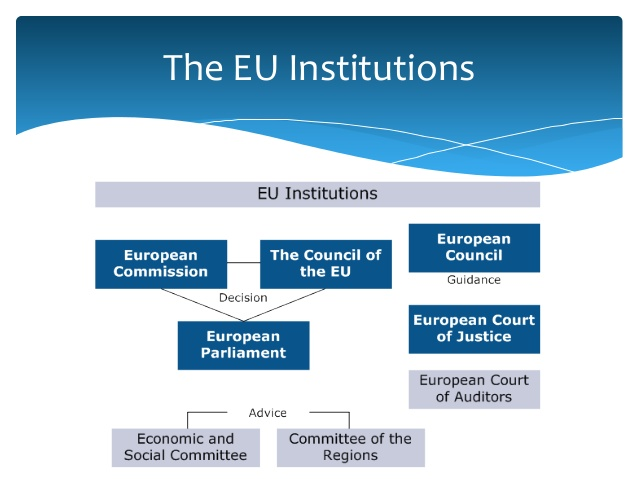 The EU Institutions
EU Institutions
European
Commission
The Council of
the EU
Decision
European
Parliament
European
Council
Guidance
European Court
of Justice
European Court
of Auditors
Advice
Economic and
Social Committee
Committee of the
Regions